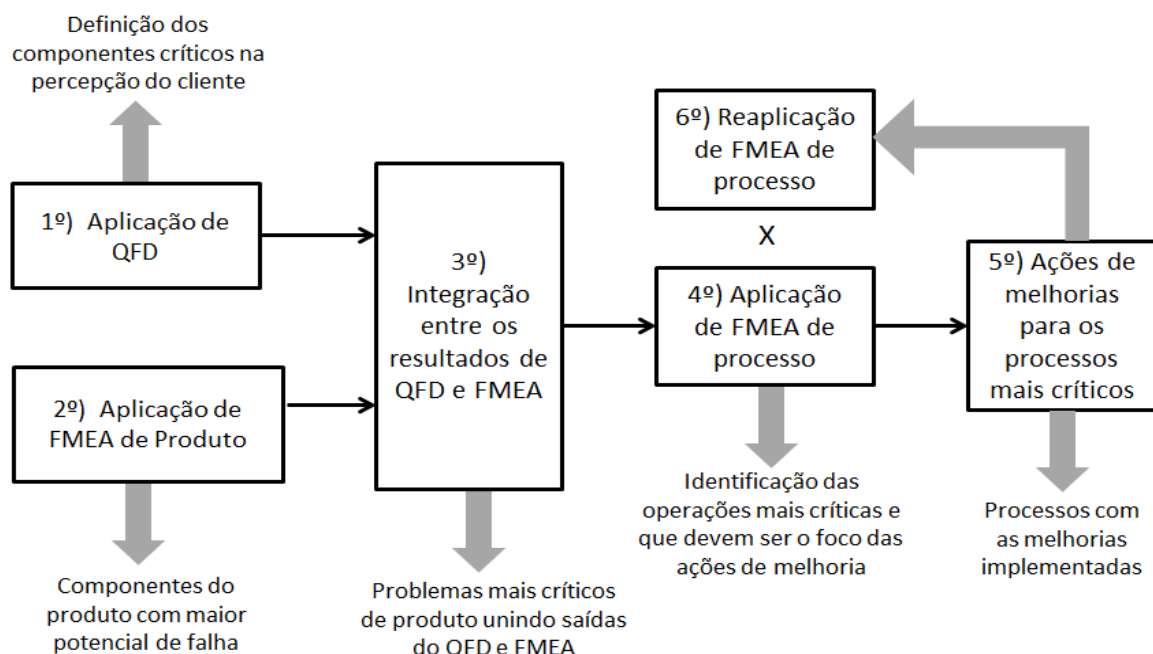 Definição dos
componentes críticos na
percepção do cliente
1º) Aplicação de
QFD
2º) Aplicação de
FMEA de Produto
Componentes do
produto com maior
potencial de falha
3º)
Integração
entre os
resultados de
QFD e FMEA
Problemas mais críticos
de produto unindo saídas
do QFD e FMEA
6º) Reaplicação
de FMEA de
processo
X
4º) Aplicação
de FMEA de
processo
Identificação das
operações mais críticas e
que devem ser o foco das
ações de melhoria
5º) Ações de
melhorias
para os
processos
mais críticos
Processos com
as melhorias
implementadas